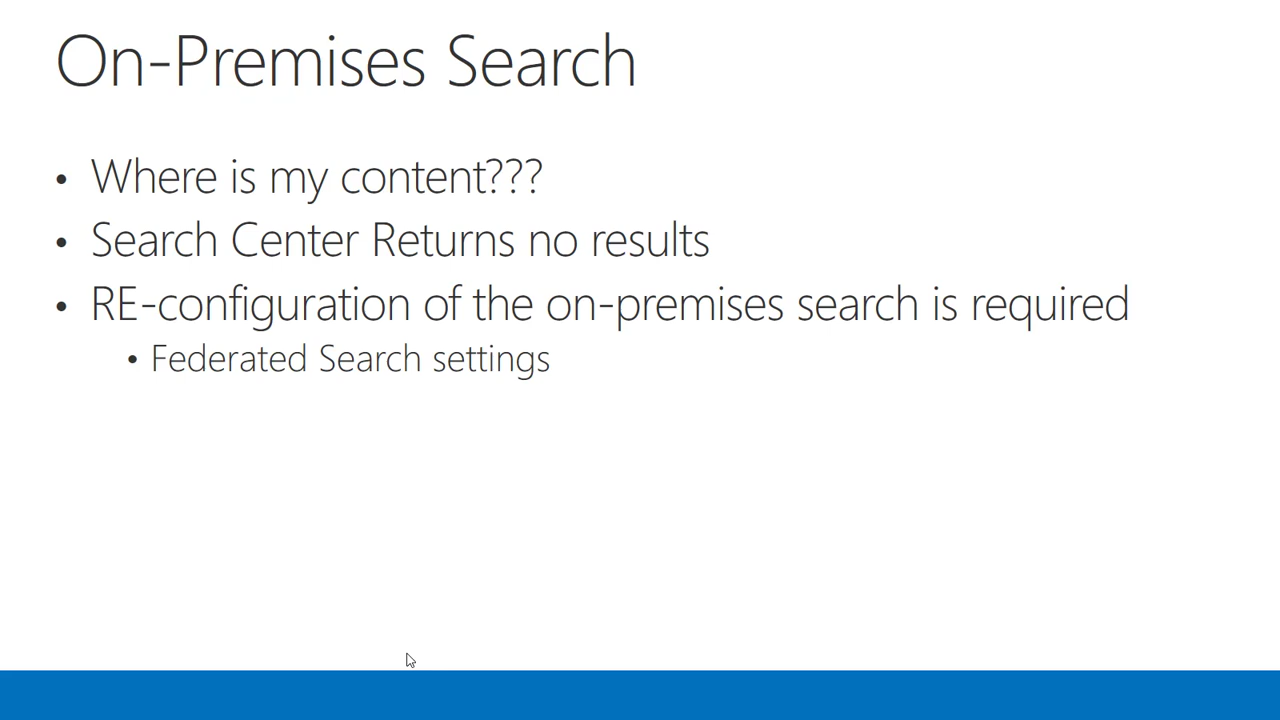 On-Premises Search
• Where is my content???
• Search Center Returns no results
• RE-configuration of the on-premises search is required
• Federated Search settings